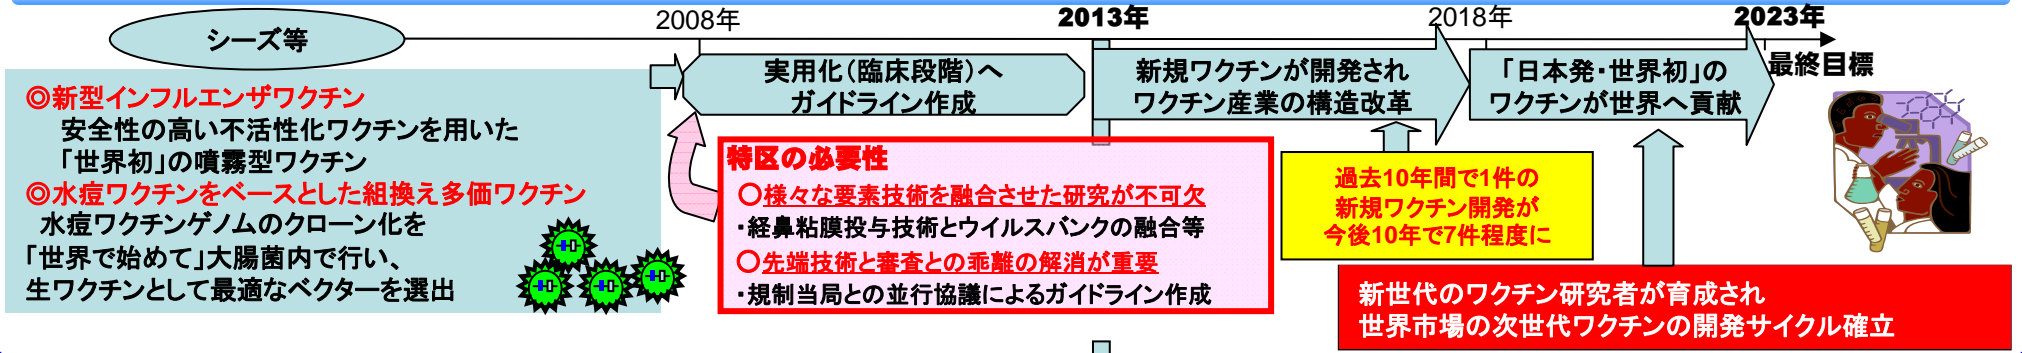 2008年
2013年
2018年
2023年
シーズ等
最終目標
実用化（臨床段階）へ
ガイドライン作成
新規ワクチンが開発され
ワクチン産業の構造改革
「日本発・世界初」の
ワクチンが世界へ貢献
◎新型インフルエンザワクチン
安全性の高い不活性化ワクチンを用いた
「世界初」の噴霧型ワクチン
◎水痘ワクチンをベースとした組換え多価ワクチン
水痘ワクチンゲノムのクローン化を
「世界で始めて」大腸菌内で行い、
生ワクチンとして最適なベクターを選出
特区の必要性
○様々な要素技術を融合させた研究が不可欠
・経鼻粘膜投与技術とウイルスバンクの融合等
○先端技術と審査との乖離の解消が重要
・規制当局との並行協議によるガイドライン作成
過去10年間で1件の
新規ワクチン開発が
今後10年で7件程度に
新世代のワクチン研究者が育成され
世界市場の次世代ワクチンの開発サイクル確立